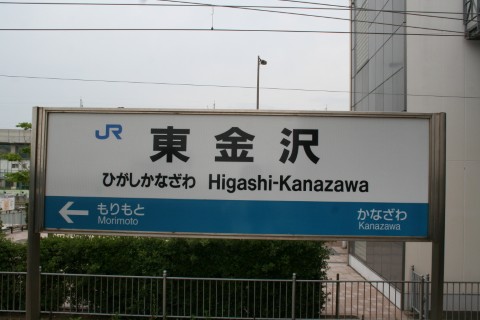 JR 東金沢
ひがしかなざわ Higashi-Kanazawa
← もりもと かなざわ
Morimoto Kanazawa